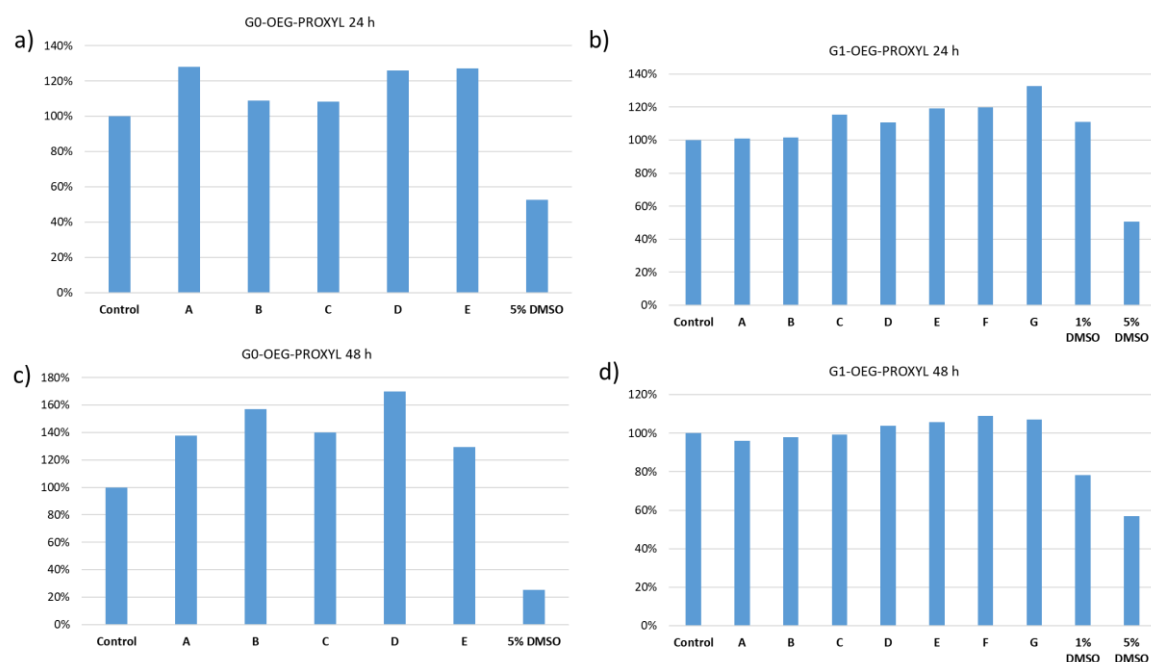 a)
G0-OEG-PROXYL 24 h
140%
120%
100%
80%
60%
40%
20%
0%
Control A B C D E 5% DMSO
b)
G1-OEG-PROXYL 24 h
140%
120%
100%
80%
60%
40%
20%
0%
Control A B C D E F G 1% DMSO 5% DMSO
c)
G0-OEG-PROXYL 48 h
180%
160%
140%
120%
100%
80%
60%
40%
20%
0%
Control A B C D E 5% DMSO
d)
G1-OEG-PROXYL 48 h
120%
100%
80%
60%
40%
20%
0%
Control A B C D E F G 1% DMSO 5% DMSO